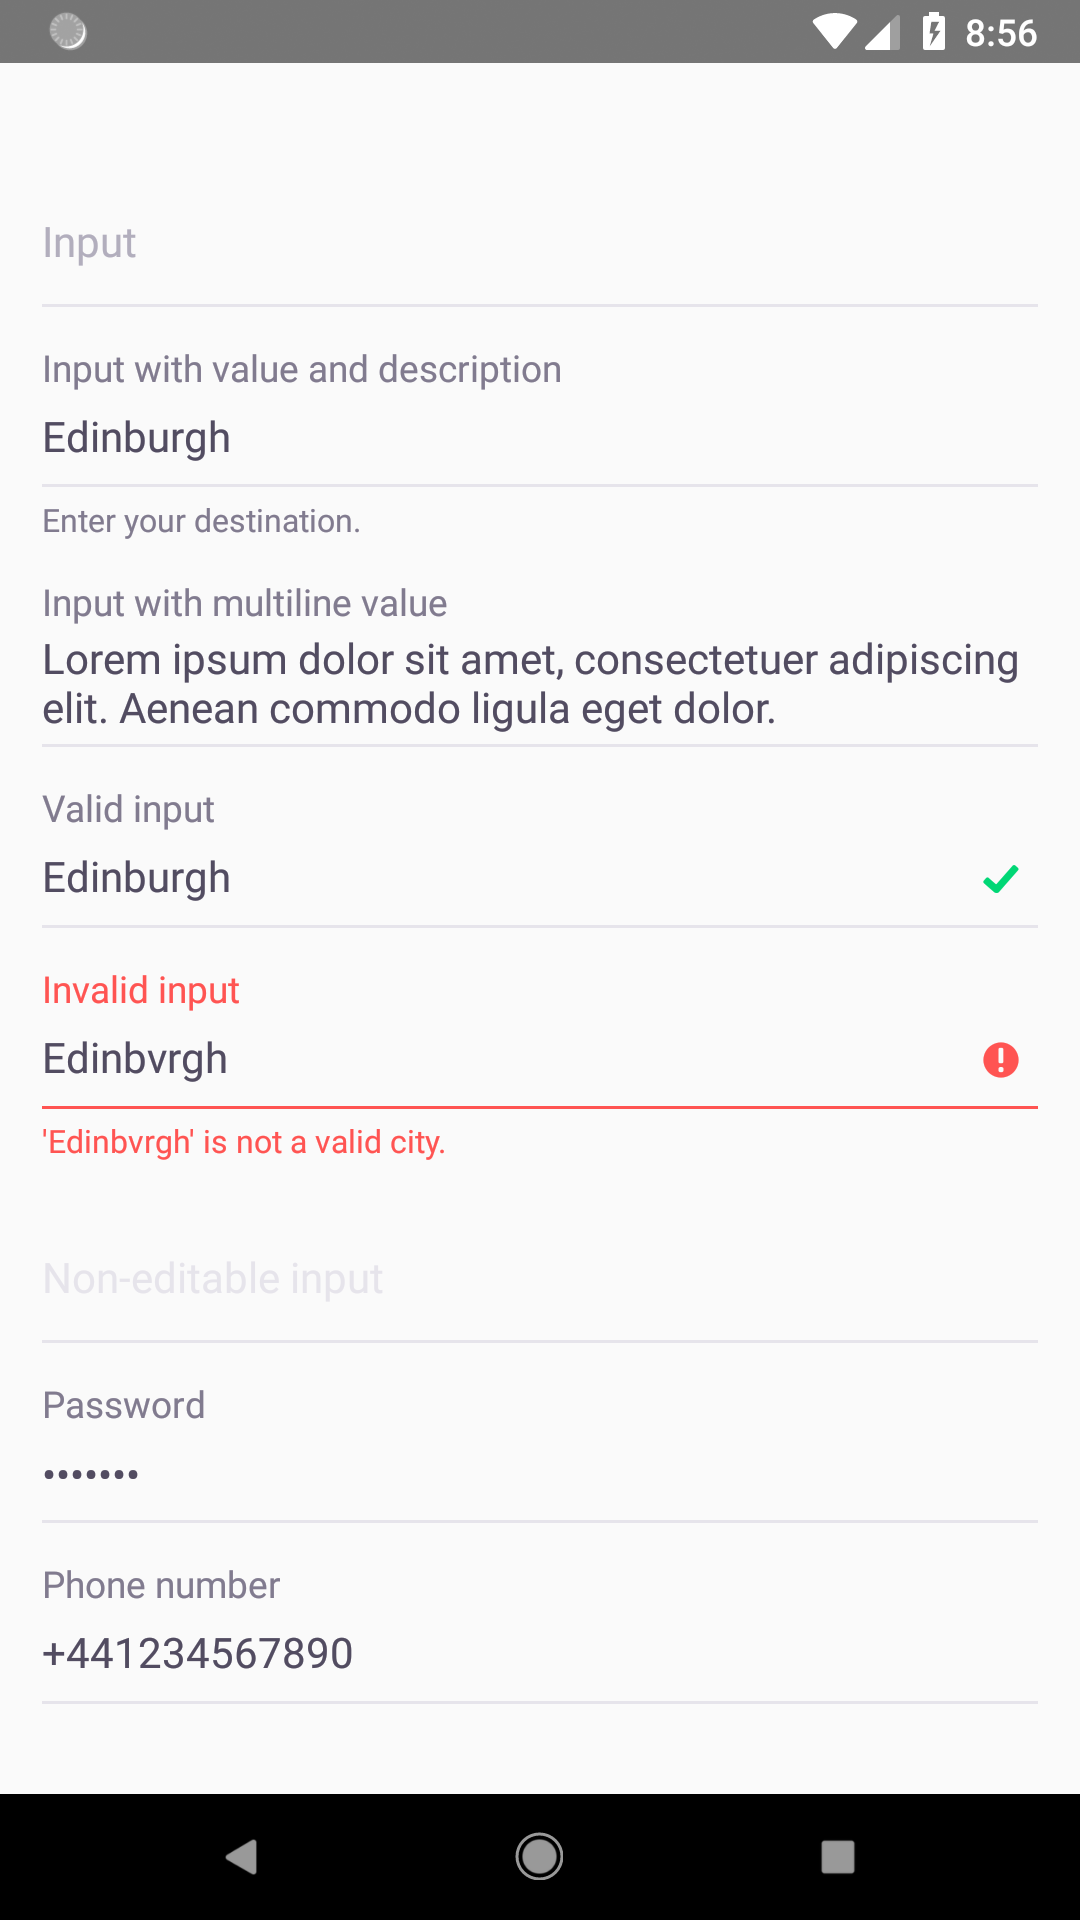 8:56
Input
Input with value and description
Edinburgh
Enter your destination.
Input with multiline value
Lorem ipsum dolor sit amet, consectetuer adipiscing
elit. Aenean commodo ligula eget dolor.
Valid input
Edinburgh
Invalid input
Edinbvrgh
'Edinbvrgh' is not a valid city.
Non-editable input
Password
•••••••
Phone number
+441234567890